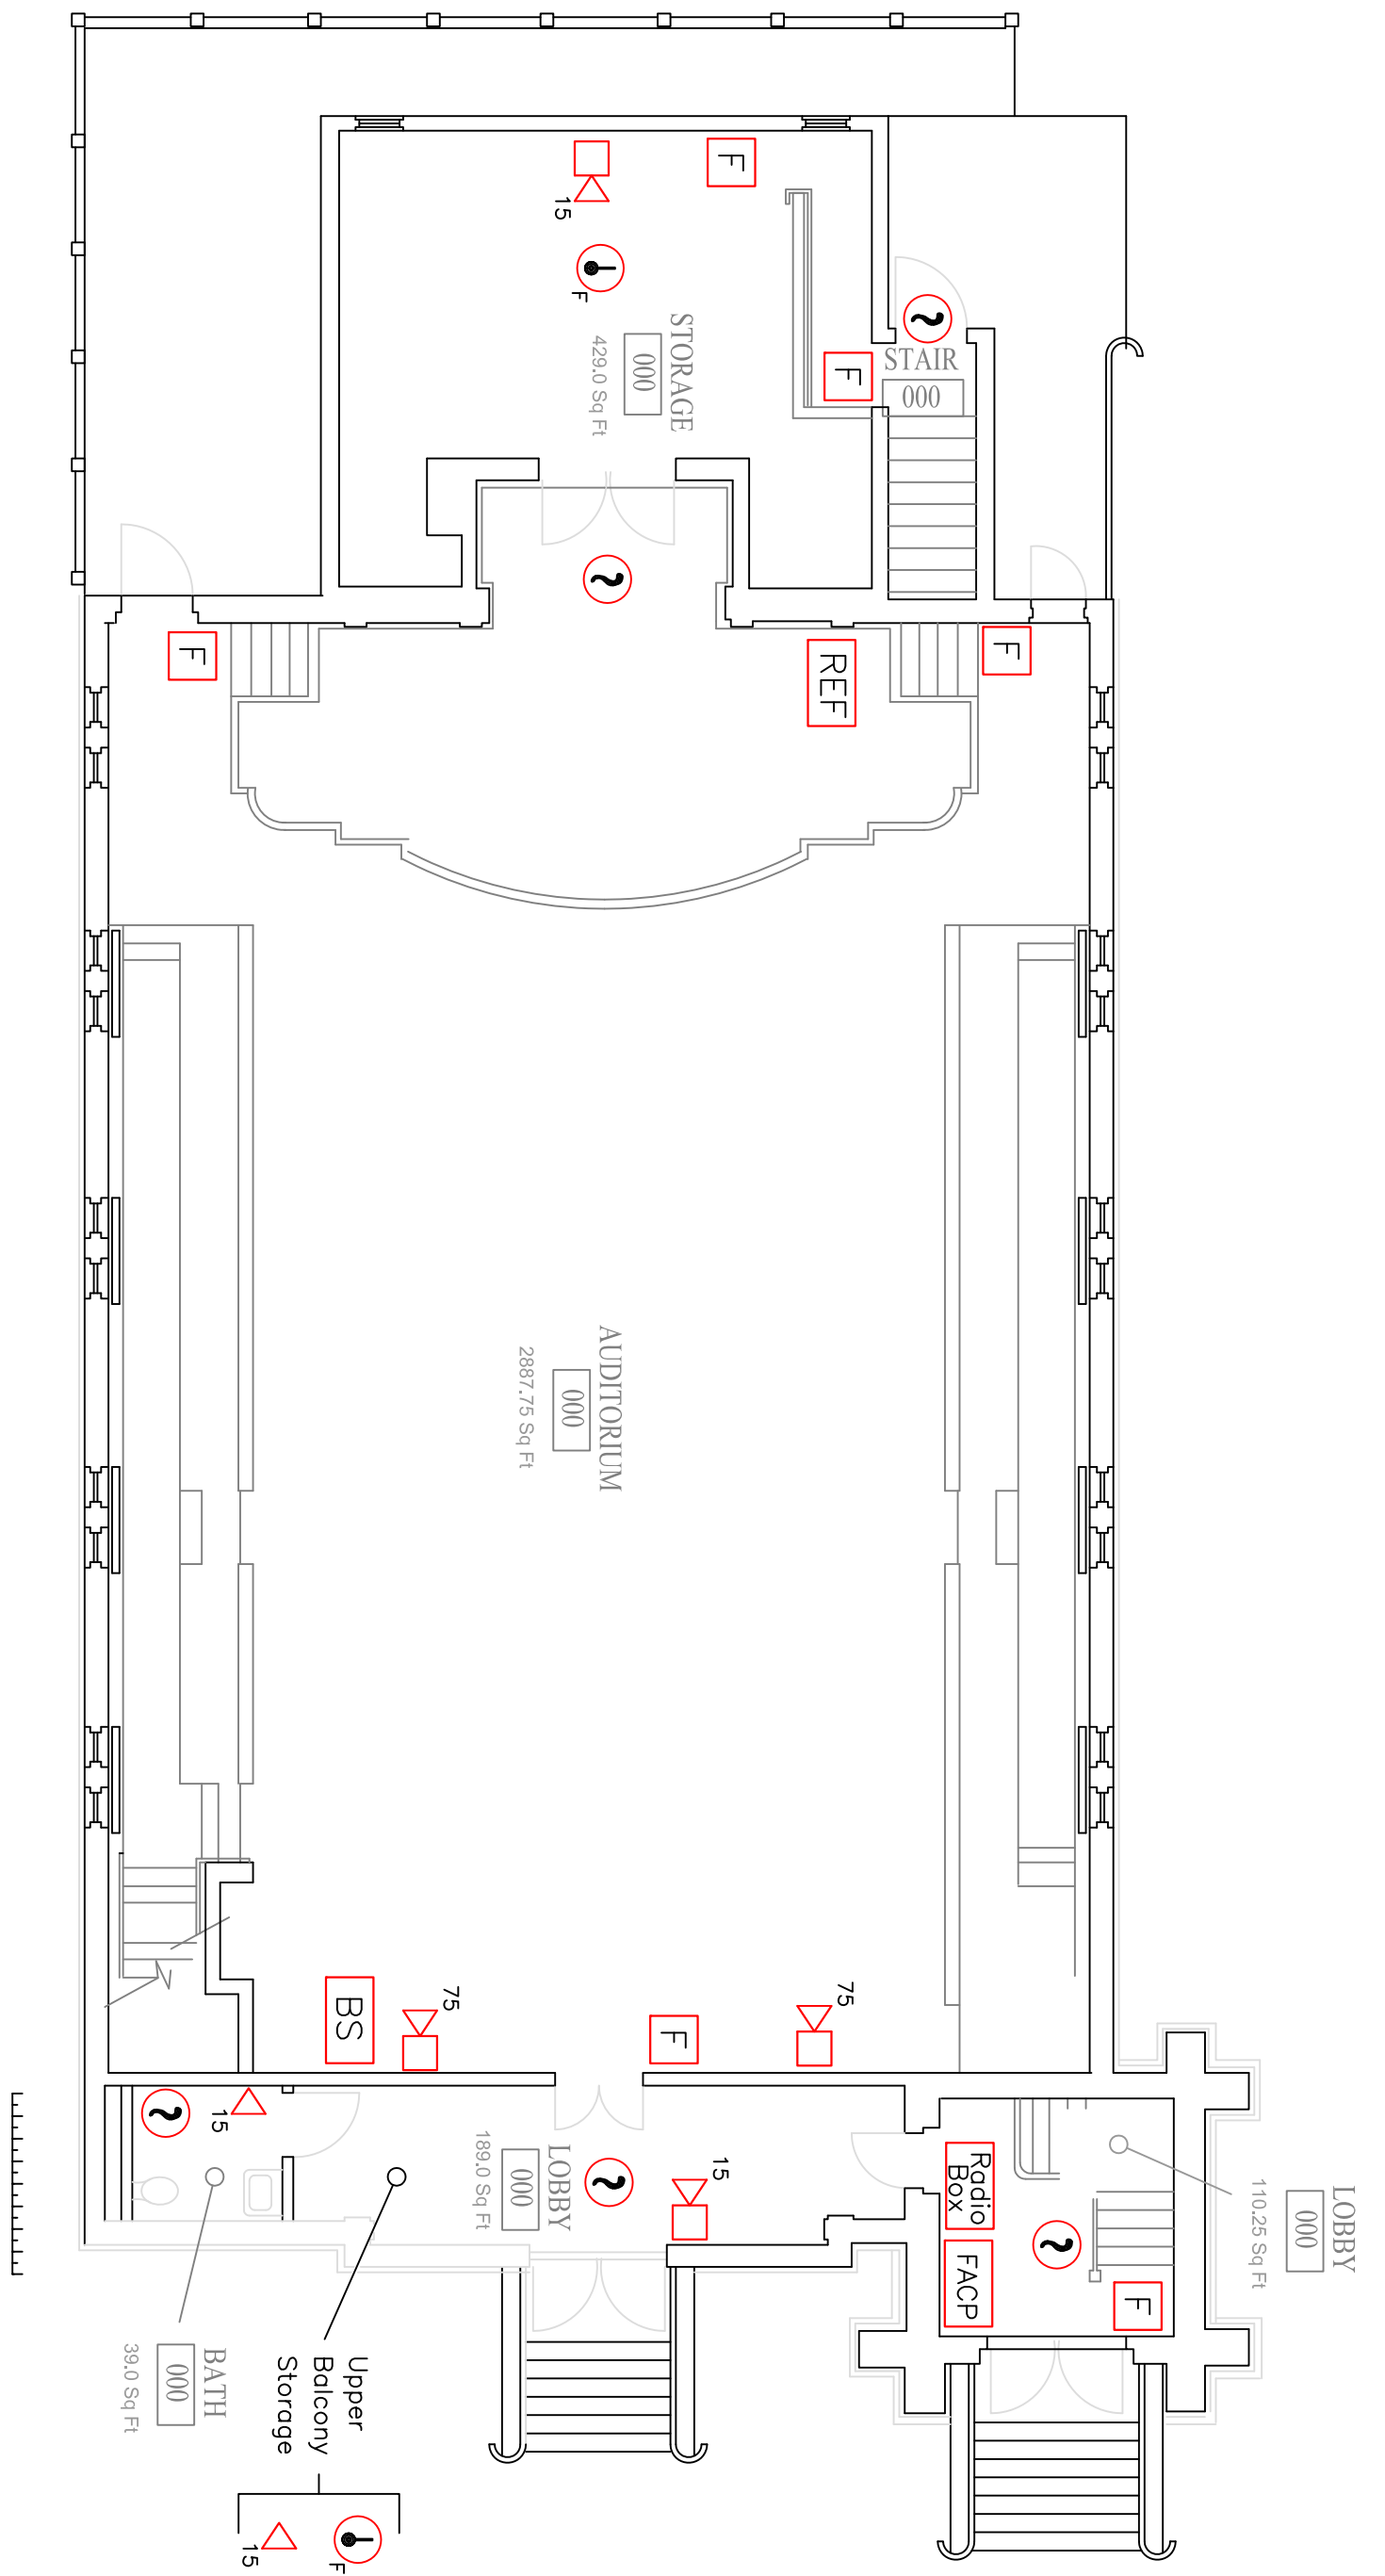 F
15
F
STORAGE
000
429.0 Sq Ft
STAIR
000
F
F
F
REF
AUDITORIUM
000
2887.75 Sq Ft
BS
75
F
75
15
LOBBY
000
189.0 Sq Ft
15
Radio
Box
FACP
F
LOBBY
000
110.25 Sq Ft
BATH
000
39.0 Sq Ft
Upper
Balcony
Storage
F
15